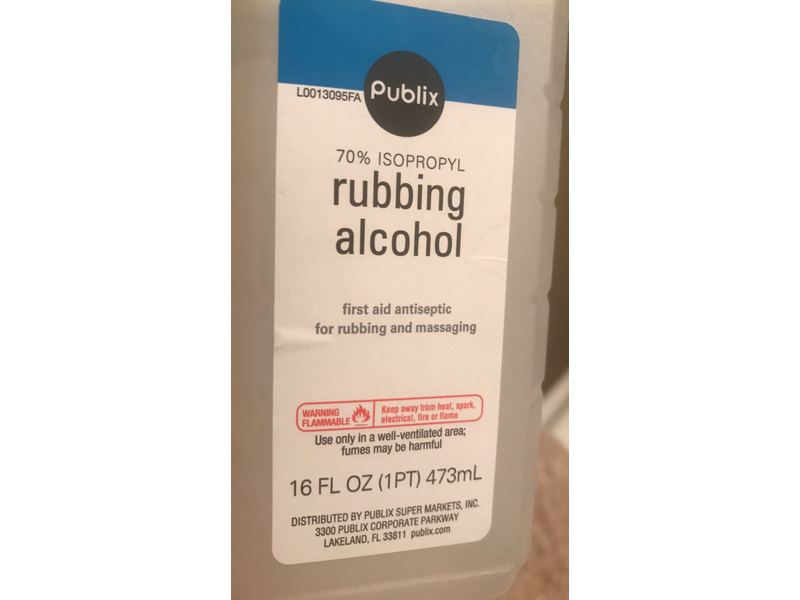 L0013095FA
Publix
70% ISOPROPYL
rubbing
alcohol
first aid antiseptic
for rubbing and massaging
WARNING
FLAMMABLE
Keep away from heat, spark,
electrical, fire or flame
Use only in a well-ventilated area;
fumes may be harmful
16 FL OZ (1PT) 473mL
DISTRIBUTED BY PUBLIX SUPER MARKETS, INC.
3300 PUBLIX CORPORATE PARKWAY
LAKELAND, FL 33811 publix.com